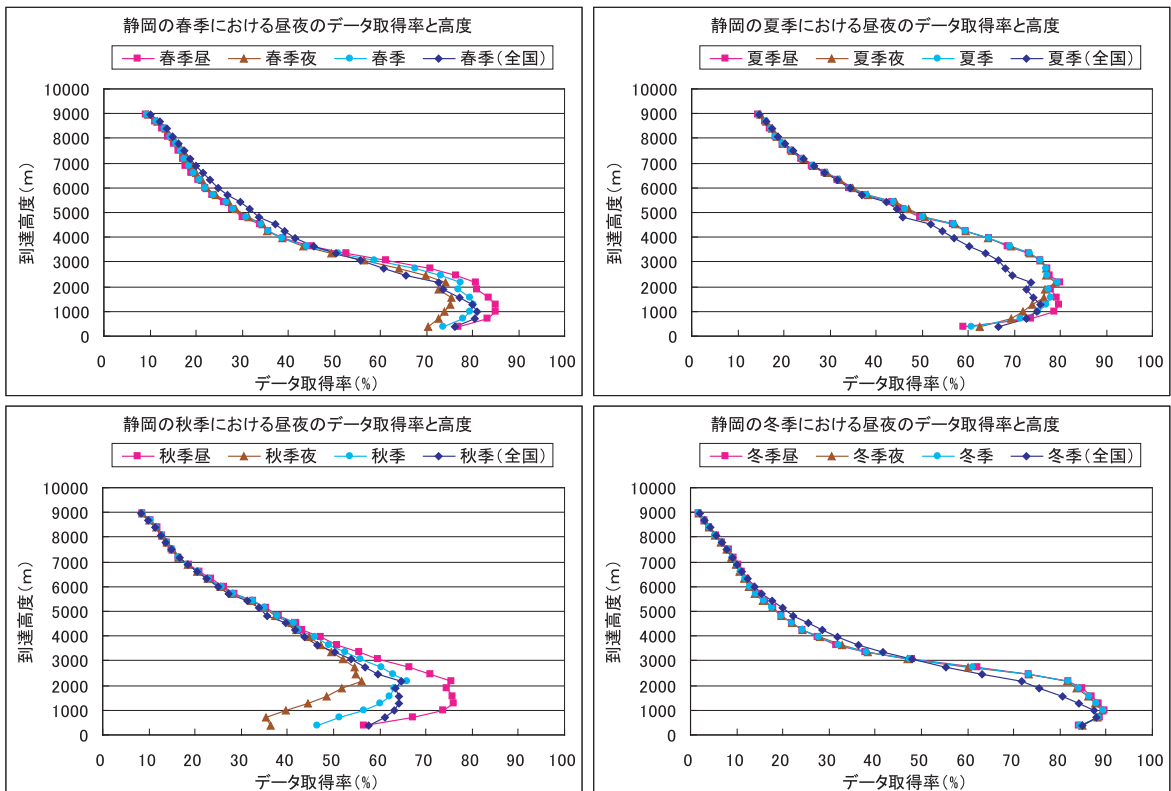 静岡の春季における昼夜のデータ取得率と高度
春季昼 春季夜 春季 春季(全国)
10000
9000
8000
7000
6000
5000
4000
3000
2000
1000
0
到達高度(m)
0 10 20 30 40 50 60 70 80 90 100
データ取得率(%)
静岡の夏季における昼夜のデータ取得率と高度
夏季昼 夏季夜 夏季 夏季(全国)
10000
9000
8000
7000
6000
5000
4000
3000
2000
1000
0
到達高度(m)
0 10 20 30 40 50 60 70 80 90 100
データ取得率(%)
静岡の秋季における昼夜のデータ取得率と高度
秋季昼 秋季夜 秋季 秋季(全国)
10000
9000
8000
7000
6000
5000
4000
3000
2000
1000
0
到達高度(m)
0 10 20 30 40 50 60 70 80 90 100
データ取得率(%)
静岡の冬季における昼夜のデータ取得率と高度
冬季昼 冬季夜 冬季 冬季(全国)
10000
9000
8000
7000
6000
5000
4000
3000
2000
1000
0
到達高度(m)
0 10 20 30 40 50 60 70 80 90 100
データ取得率(%)